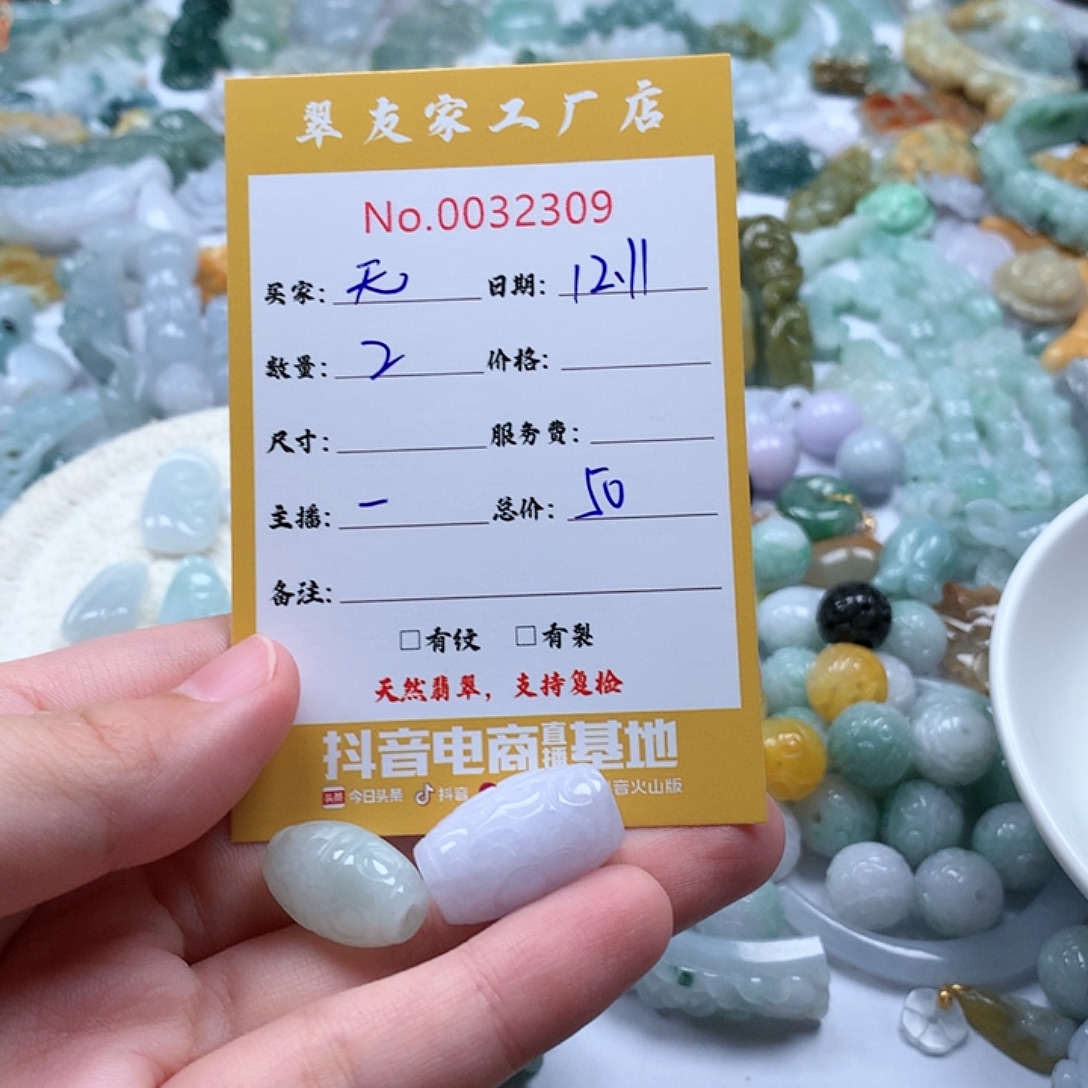 翠友家工厂店
No.0032309
买家: 日期: 12.11
数量: 2 价格:
尺寸: 服务费:
主播: 一 总价: 50
备注:
□有纹 □有裂
天然翡翠，支持复检
抖音电商直播基地
头条 今日头条 抖音 音火山版